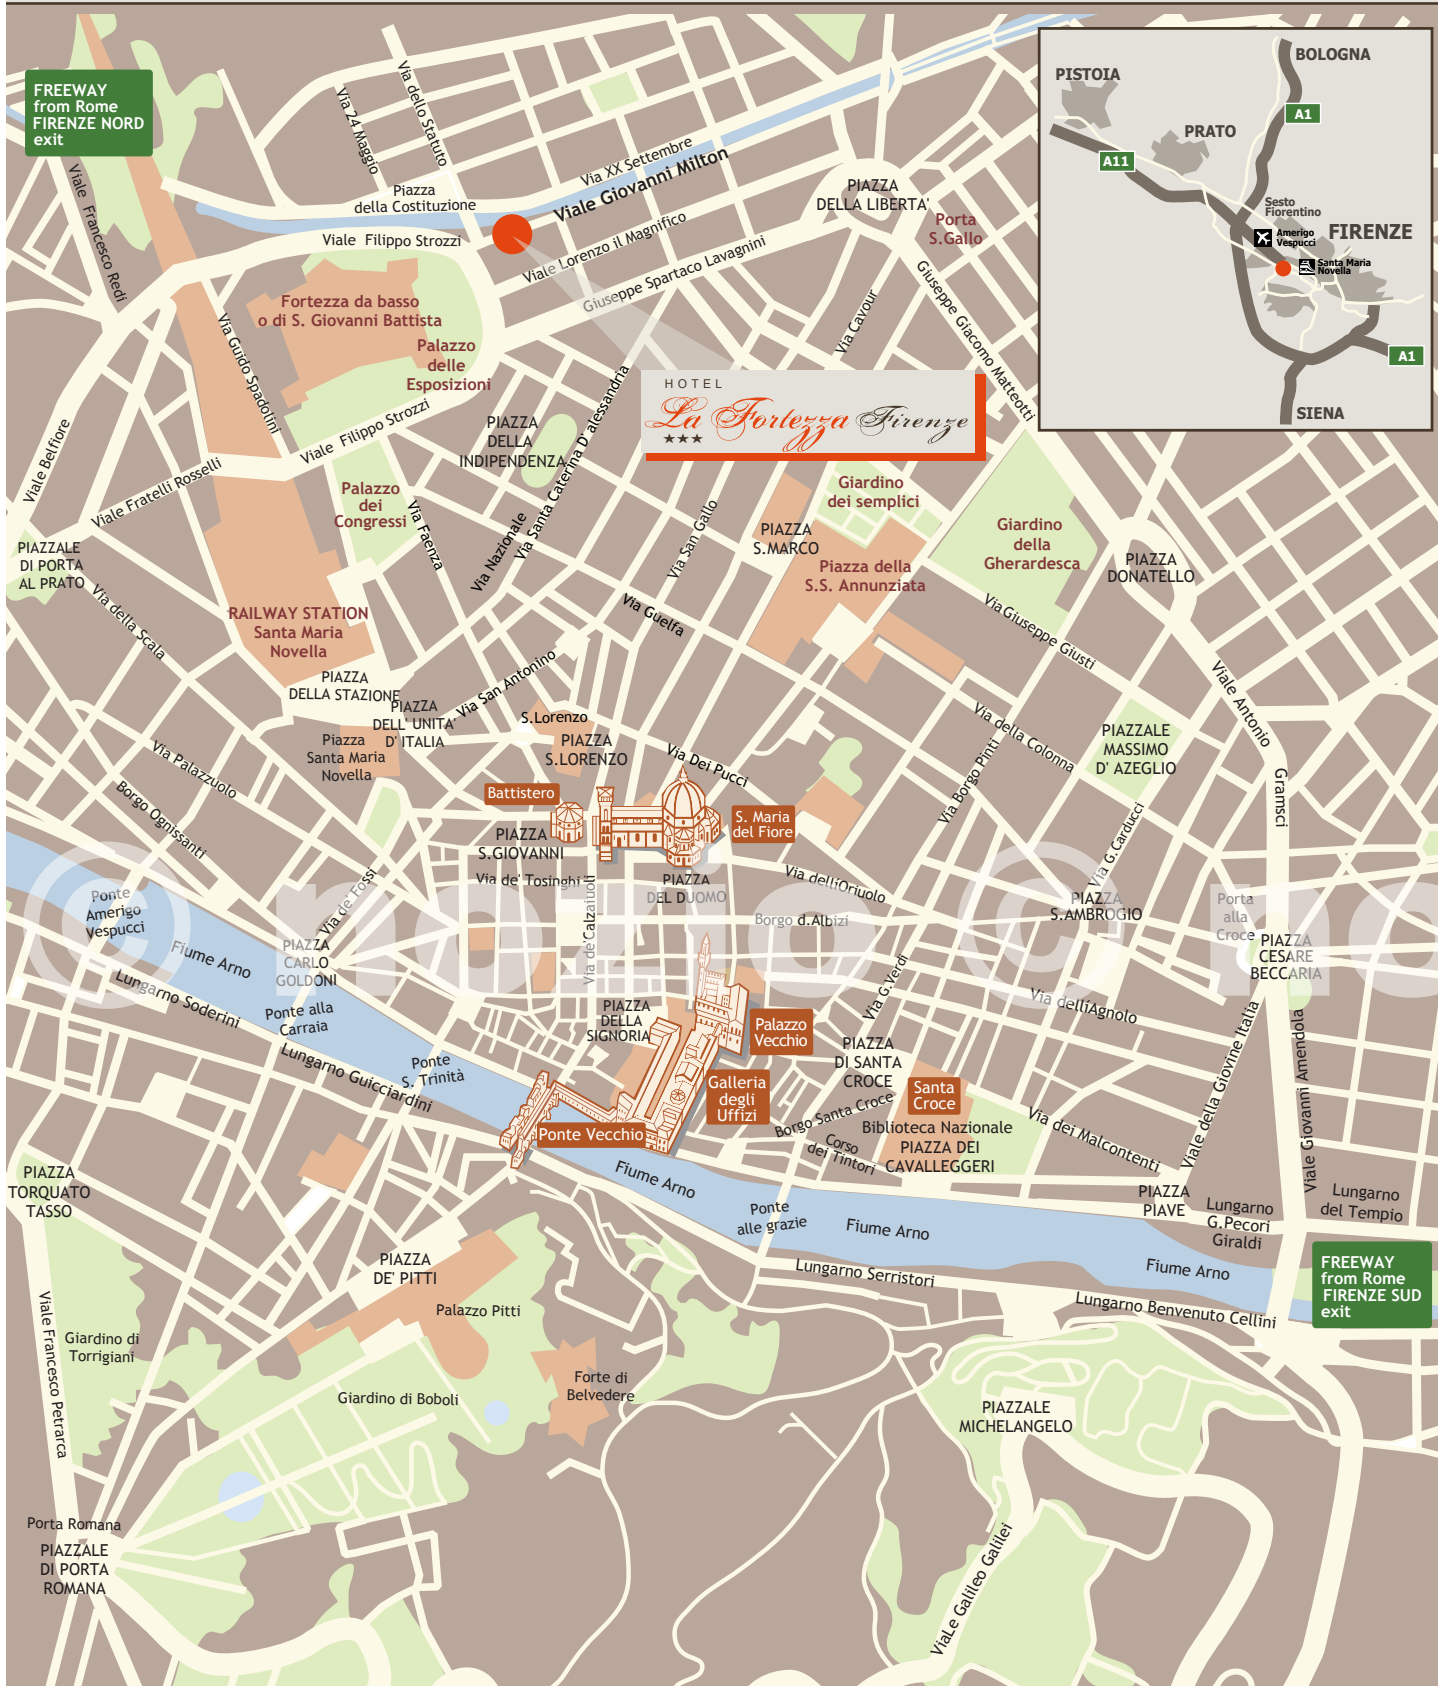 FREEWAY
from Rome
FIRENZE NORD
exit
Via dello Statuto
Via 24 Maggio
Via XX Settembre
Viale Giovanni Milton
Piazza
della Costituzione
Viale Filippo Strozzi
Viale Lorenzo il Magnifico
Giuseppe Spartaco Lavagnini
PIAZZA
DELLA LIBERTA'
Porta
S.Gallo
BOLOGNA
PISTOIA
A1
PRATO
A11
Sesto
Fiorentino
Amerigo
Vespucci
FIRENZE
Santa Maria
Novella
A1
SIENA
Viale Francesco Redi
Fortezza da basso
o di S. Giovanni Battista
Palazzo
delle
Esposizioni
Via Guido Spadolini
Via Cavour
Giuseppe Giacomo Matteotti
HOTEL
La Fortezza Firenze
★★★
Viale Belfiore
Viale Filippo Strozzi
PIAZZA
DELLA
INDIPENDENZA
Via Santa Caterina D'alessandria
Viale Fratelli Rosselli
Palazzo
dei
Congressi
Via Faenza
Via Nazionale
Via San Gallo
Giardino
dei semplici
PIAZZA
S.MARCO
Piazza della
S.S. Annunziata
Giardino
della
Gherardesca
PIAZZA
DONATELLO
PIAZZALE
DI PORTA
AL PRATO
Via della Scala
RAILWAY STATION
Santa Maria
Novella
Via Guelfa
Via Giuseppe Giusti
Viale Antonio
Gramsci
PIAZZA
DELLA STAZIONE
PIAZZA
DELL' UNITA'
D' ITALIA
Via San Antonino
S.Lorenzo
PIAZZA
S.LORENZO
Piazza
Santa Maria
Novella
Via Dei Pucci
Via Borgo Pinti
Via della Colonna
PIAZZALE
MASSIMO
D' AZEGLIO
Via Palazzuolo
Borgo Ognissanti
Battistero
S. Maria
del Fiore
PIAZZA
S.GIOVANNI
Via de' Tosinghi
PIAZZA
DEL DUOMO
Via dellíOriuolo
Borgo d.Albizi
Via G.Carducci
PIAZZA
S.AMBROGIO
Porta
alla
Croce
PIAZZA
CESARE
BECCARIA
Ponte
Amerigo
Vespucci
Fiume Arno
Via de' Fossi
PIAZZA
CARLO
GOLDONI
Via de'Calzaiuoli
© no
©
Lungarno Soderini
Ponte alla
Carraia
Lungarno Guicciardini
Ponte
S. Trinità
PIAZZA
DELLA
SIGNORIA
Palazzo
Vecchio
Galleria
degli
Uffizi
Ponte Vecchio
Via G.Verdi
PIAZZA
DI SANTA
CROCE
Via dellíAgnolo
Santa
Croce
Borgo Santa Croce
Corso
dei Tintori
Biblioteca Nazionale
PIAZZA DEI
CAVALLEGGERI
Via dei Malcontenti
Viale della Giovine Italia
Viale Giovanni Amendola
PIAZZA
TORQUATO
TASSO
Fiume Arno
Ponte
alle grazie
Fiume Arno
PIAZZA
PIAVE
Lungarno
G.Pecori
Giraldi
Lungarno
del Tempio
Fiume Arno
Lungarno Serristori
Lungarno Benvenuto Cellini
FREEWAY
from Rome
FIRENZE SUD
exit
PIAZZA
DE' PITTI
Palazzo Pitti
Viale Francesco Petrarca
Giardino di
Torrigiani
Giardino di Boboli
Forte di
Belvedere
PIAZZALE
MICHELANGELO
Porta Romana
PIAZZALE
DI PORTA
ROMANA
ViaLe Galileo Galilei